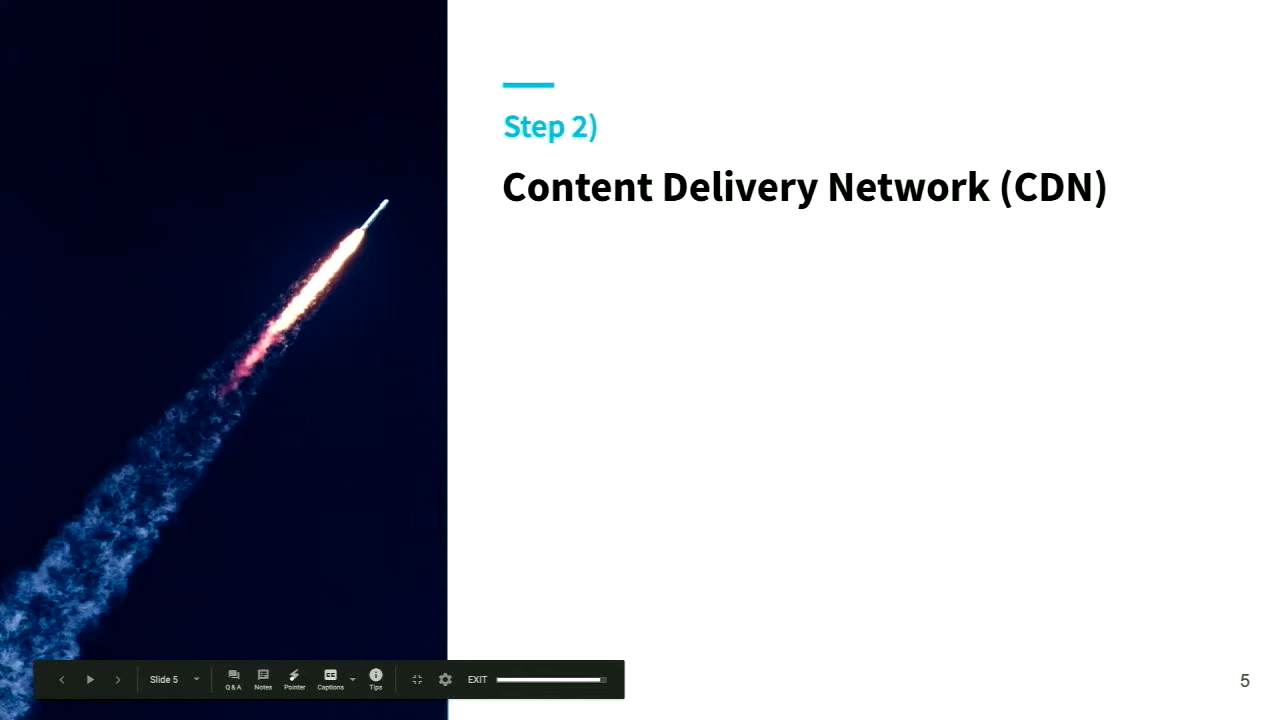 Step 2)
Content Delivery Network (CDN)
Slide 5
Q & A
Notes
Pointer
Captions
Tips
EXIT
5